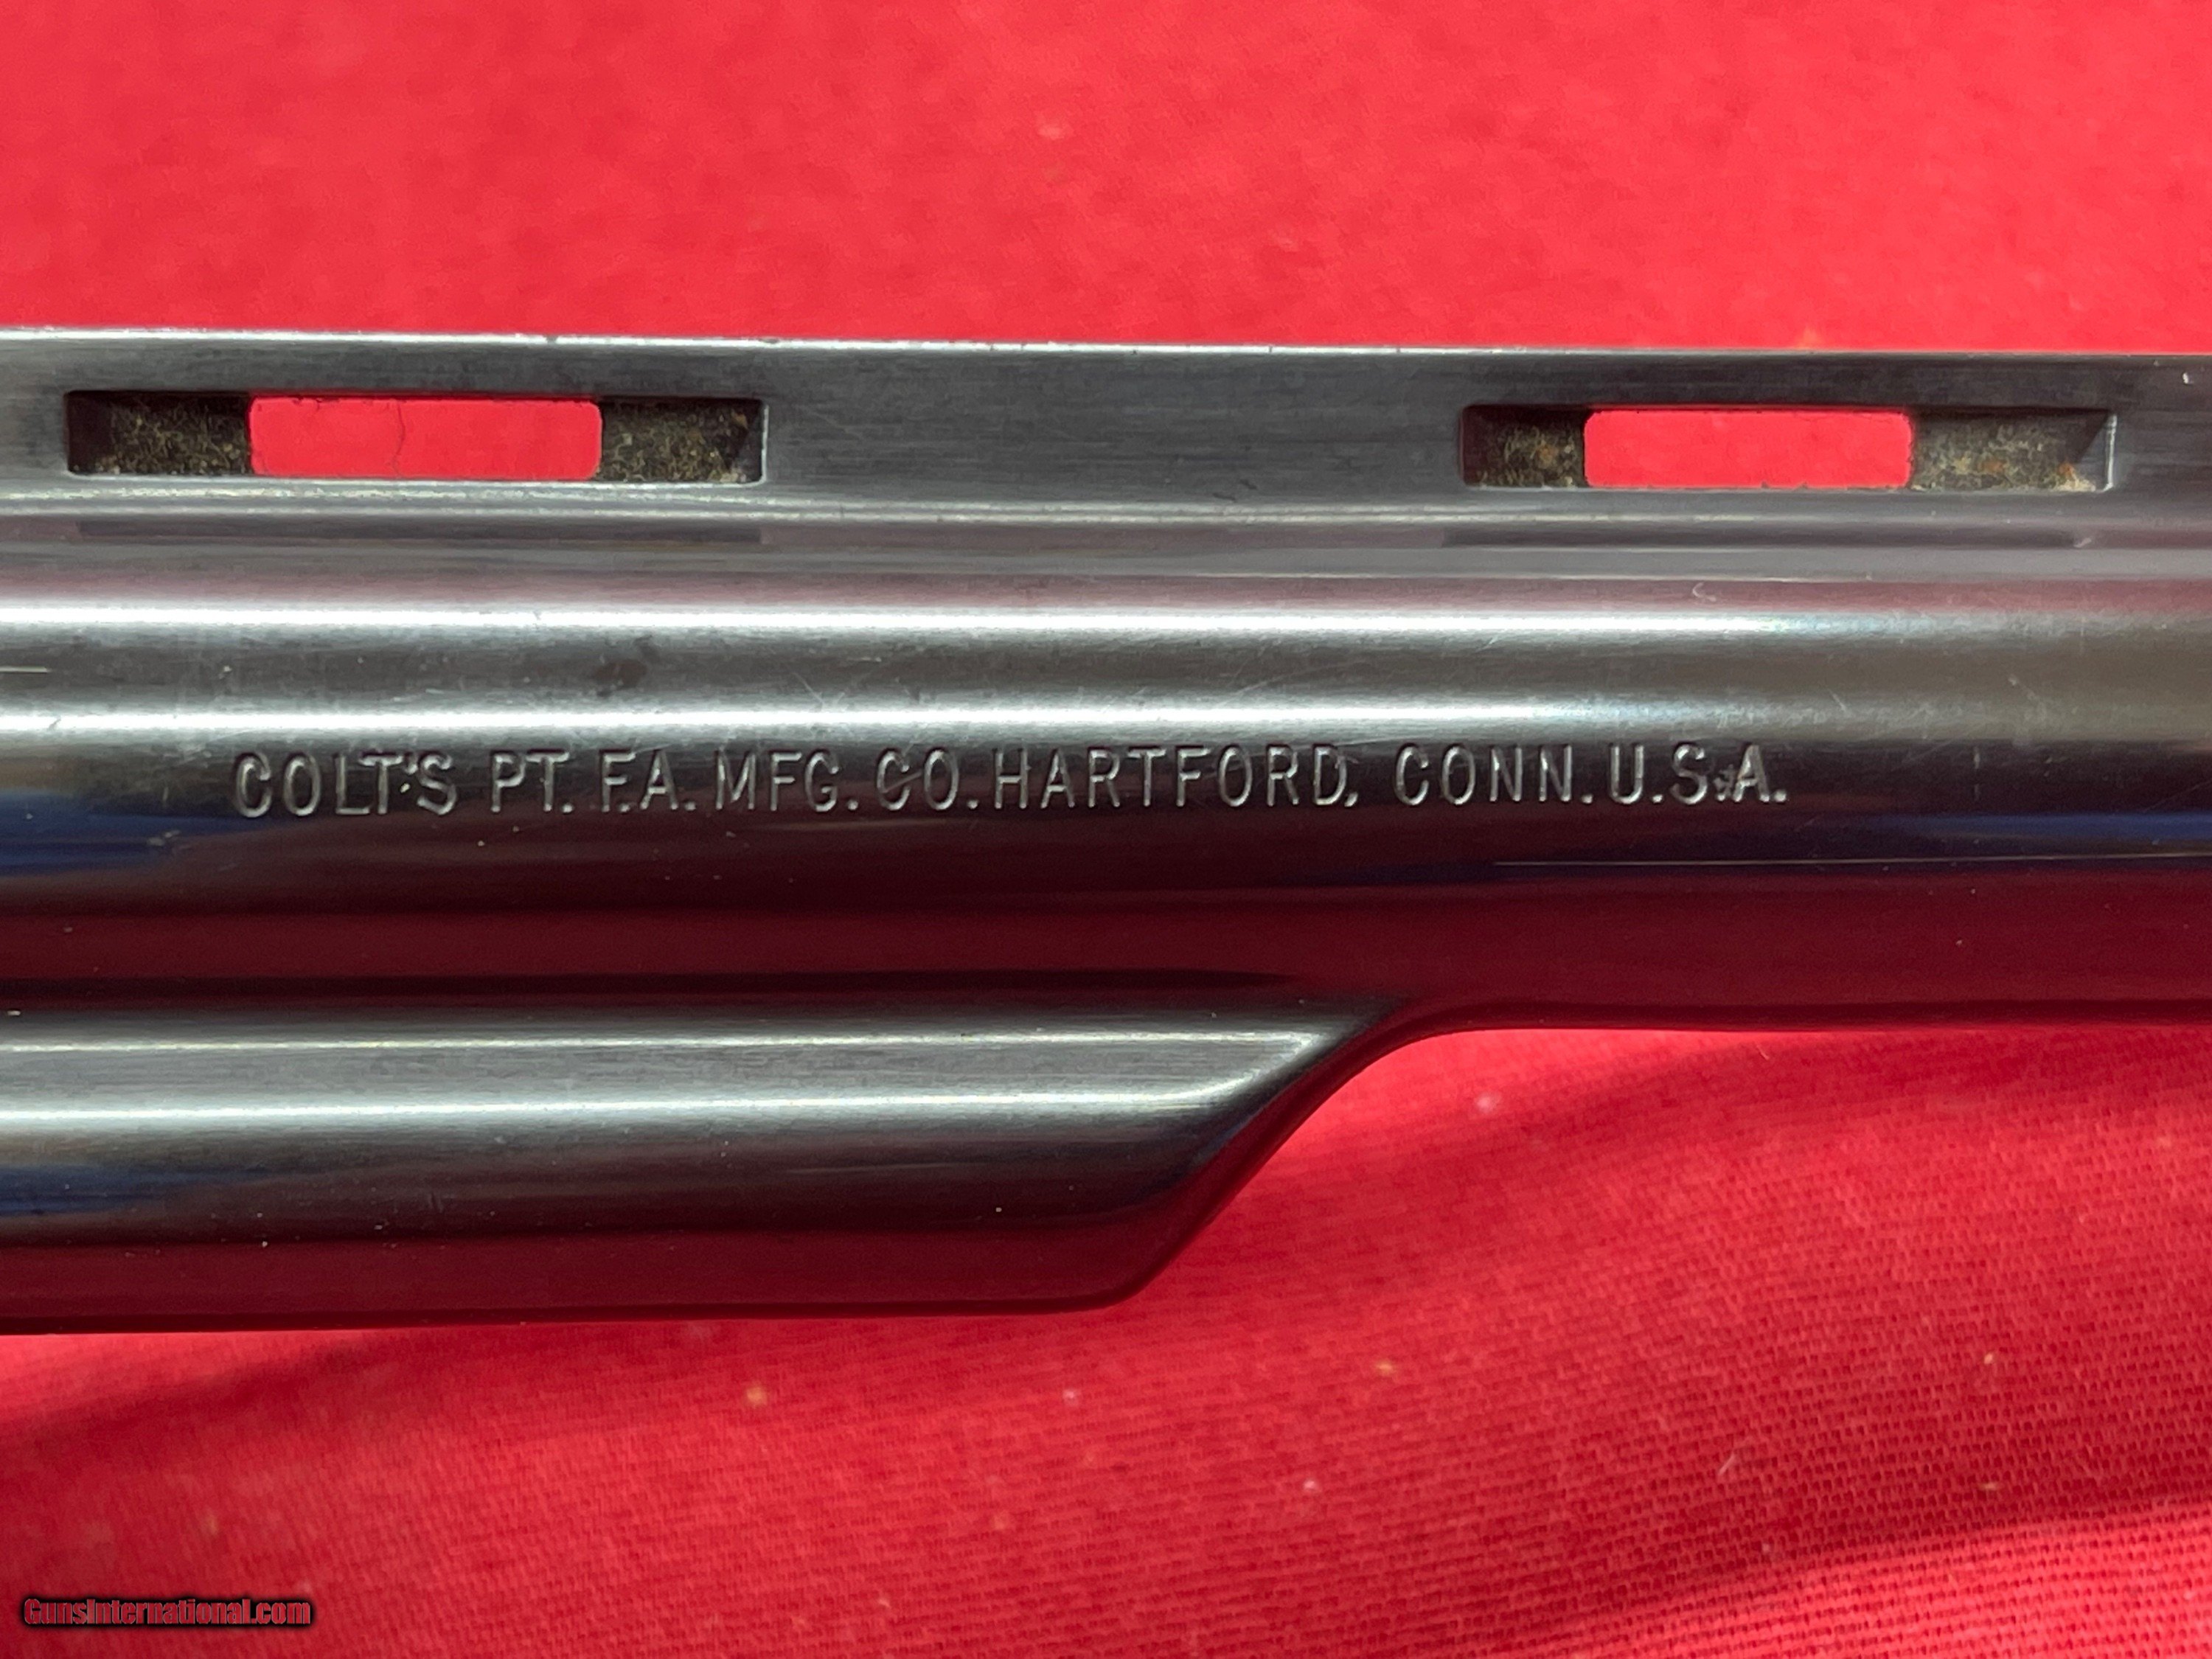 COLT'S PT. F.A. MFG. CO. HARTFORD, CONN. U.S.A.
GunsInternational.com